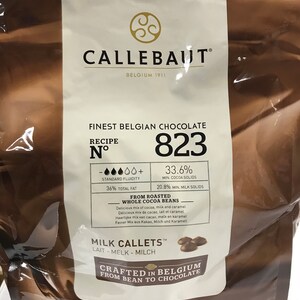 CALLEBAUT
BELGIUM 1911
FINEST BELGIAN CHOCOLATE
RECIPE
N° 823
33.6%
STANDARD FLUIDITY
MIN. COCOA SOLIDS
36% TOTAL FAT
20.8% MIN. MILK SOLIDS
FROM ROASTED
WHOLE COCOA BEANS
MILK CALLETS™
LAIT - MELK - MILCH
CRAFTED IN BELGIUM
FROM BEAN TO CHOCOLATE